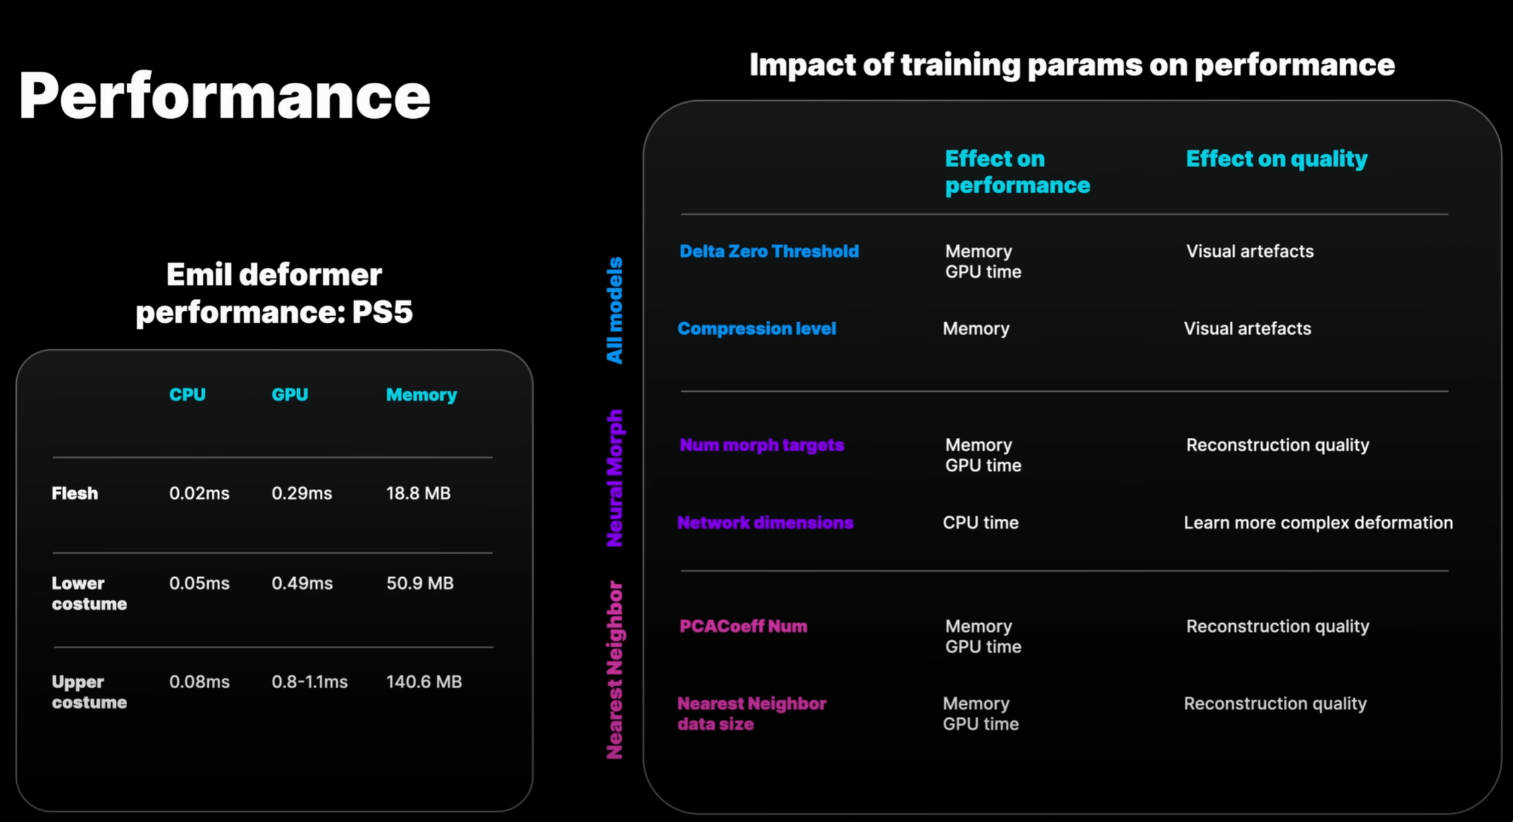 Performance
Emil deformer
performance: PS5
CPU GPU Memory
Flesh 0.02ms 0.29ms 18.8 MB
Lower 0.05ms 0.49ms 50.9 MB
costume
Upper 0.08ms 0.8-1.1ms 140.6 MB
costume
Impact of training params on performance
Effect on Effect on quality
performance
All models
Delta Zero Threshold Memory Visual artefacts
GPU time
Compression level Memory Visual artefacts
Neural Morph
Num morph targets Memory Reconstruction quality
GPU time
Network dimensions CPU time Learn more complex deformation
Nearest Neighbor
PCACoeff Num Memory Reconstruction quality
GPU time
Nearest Neighbor Memory Reconstruction quality
data size GPU time